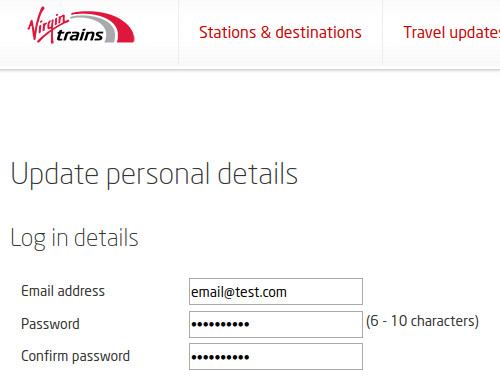 Virgin
trains
Stations & destinations
Travel updates
Update personal details
Log in details
Email address
email@test.com
Password
•••••••••• (6 - 10 characters)
Confirm password
••••••••••